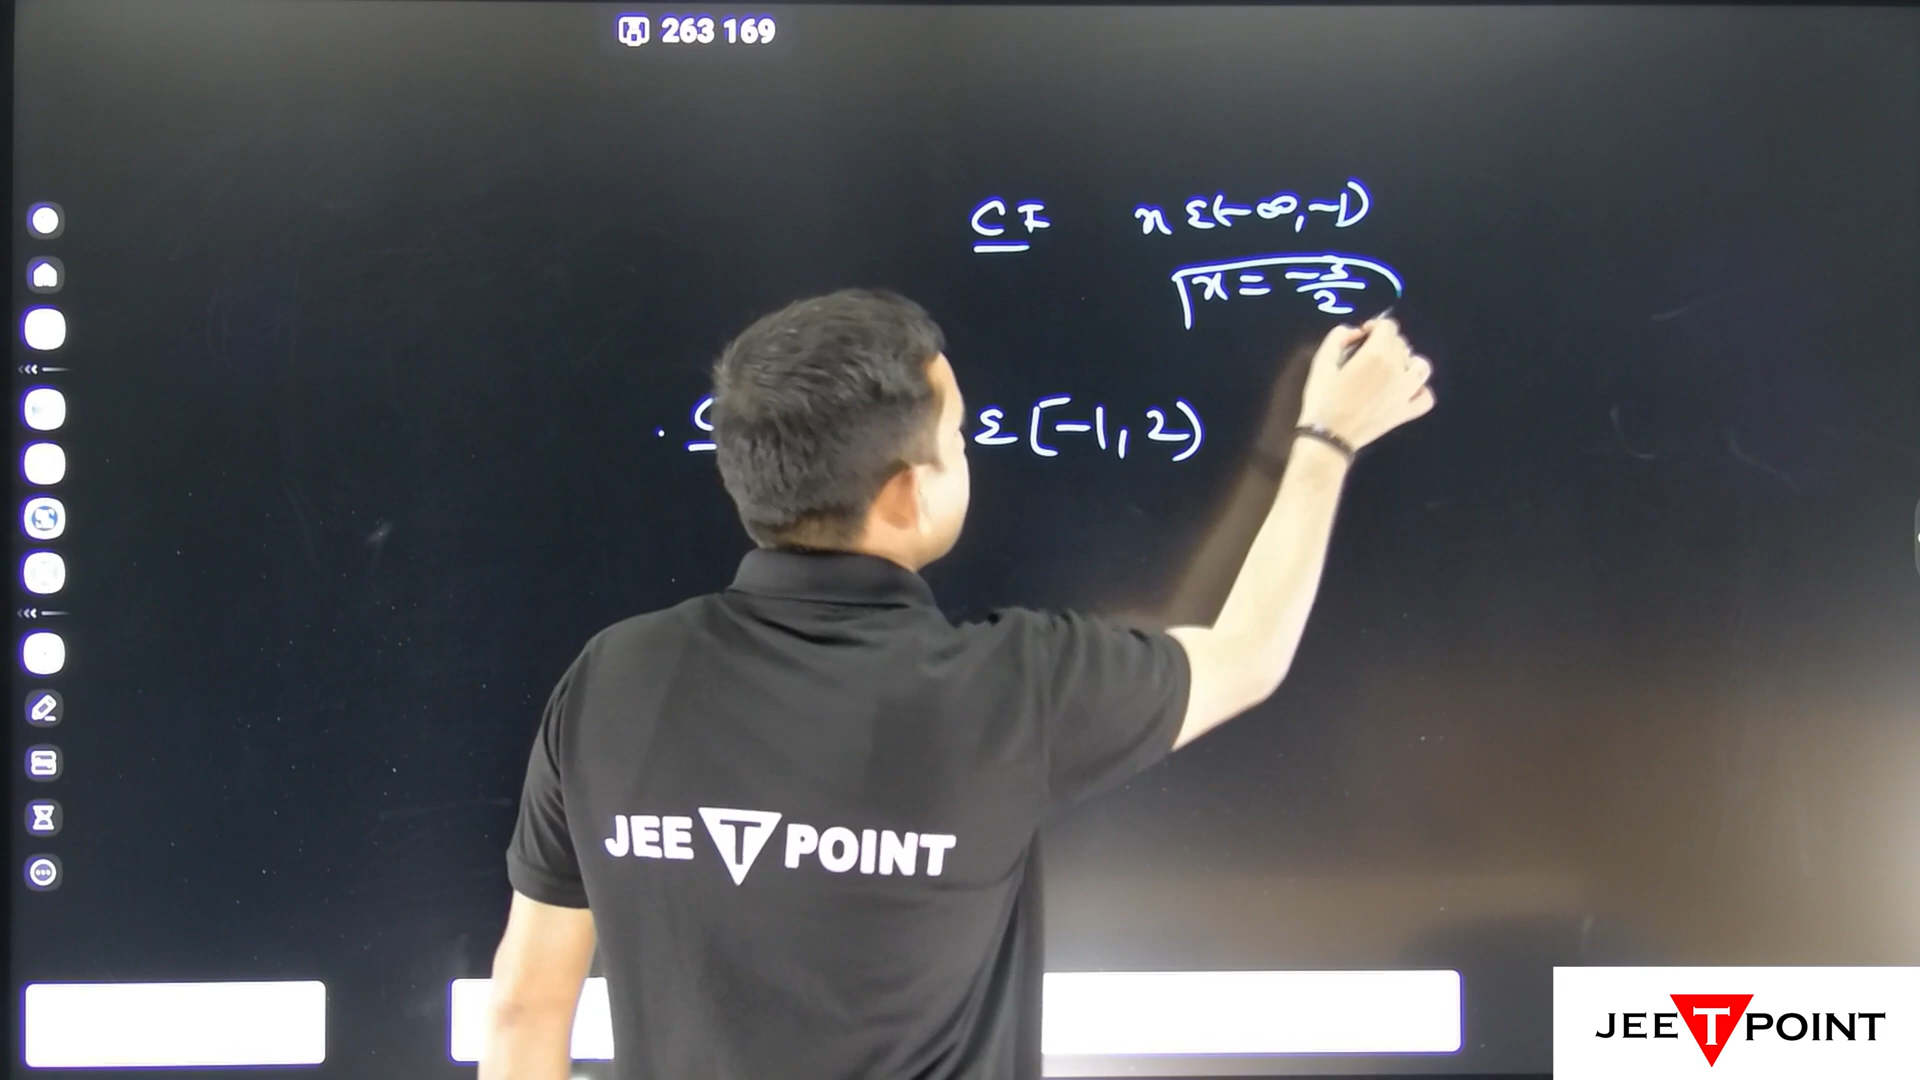 263 169
CI x ∈ (-∞, -1)
x = -3/2
∈ [-1, 2)
JEE T POINT
JEE T POINT